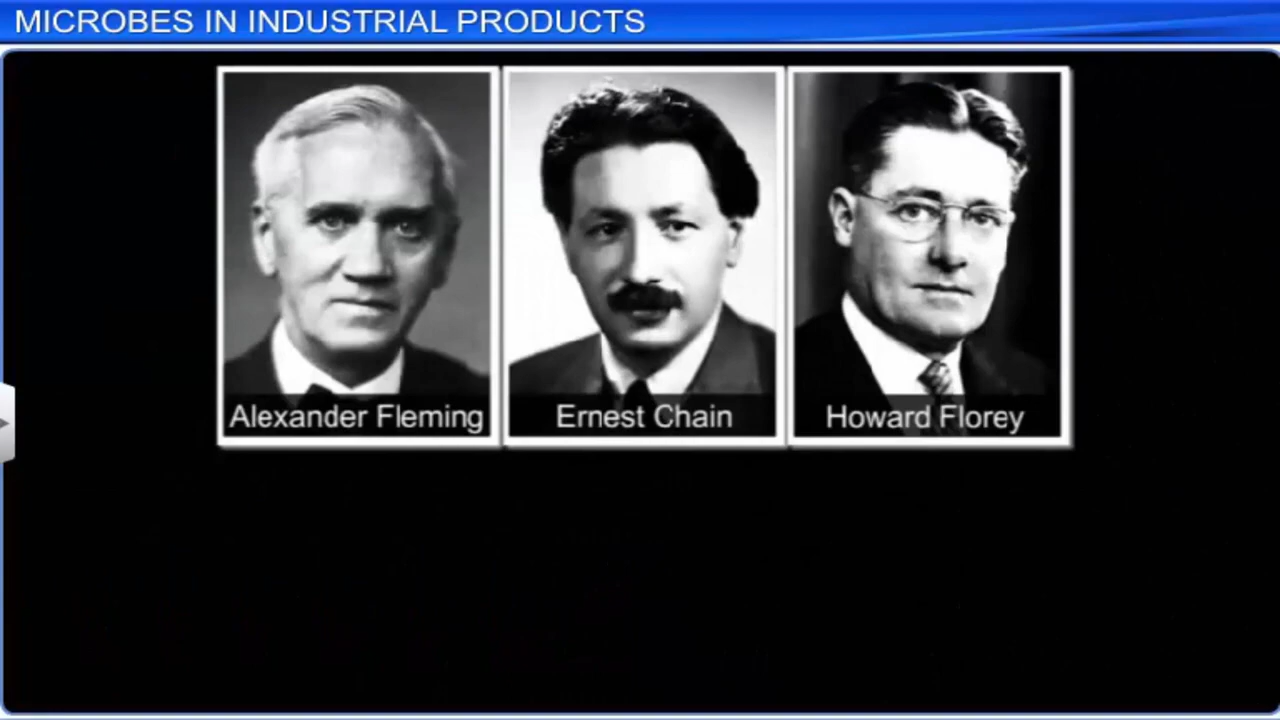 MICROBES IN INDUSTRIAL PRODUCTS
Alexander Fleming
Ernest Chain
Howard Florey